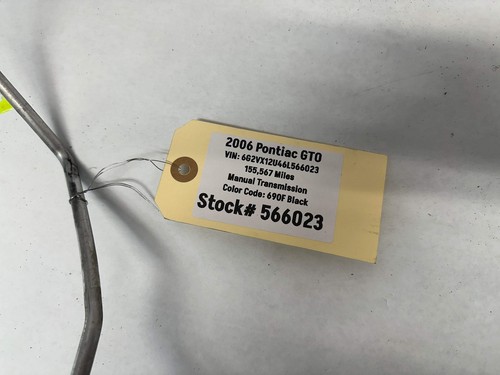 2006 Pontiac GTO
VIN: 6G2VX12U46L566023
155,567 Miles
Manual Transmission
Color Code: 690F Black
Stock# 566023